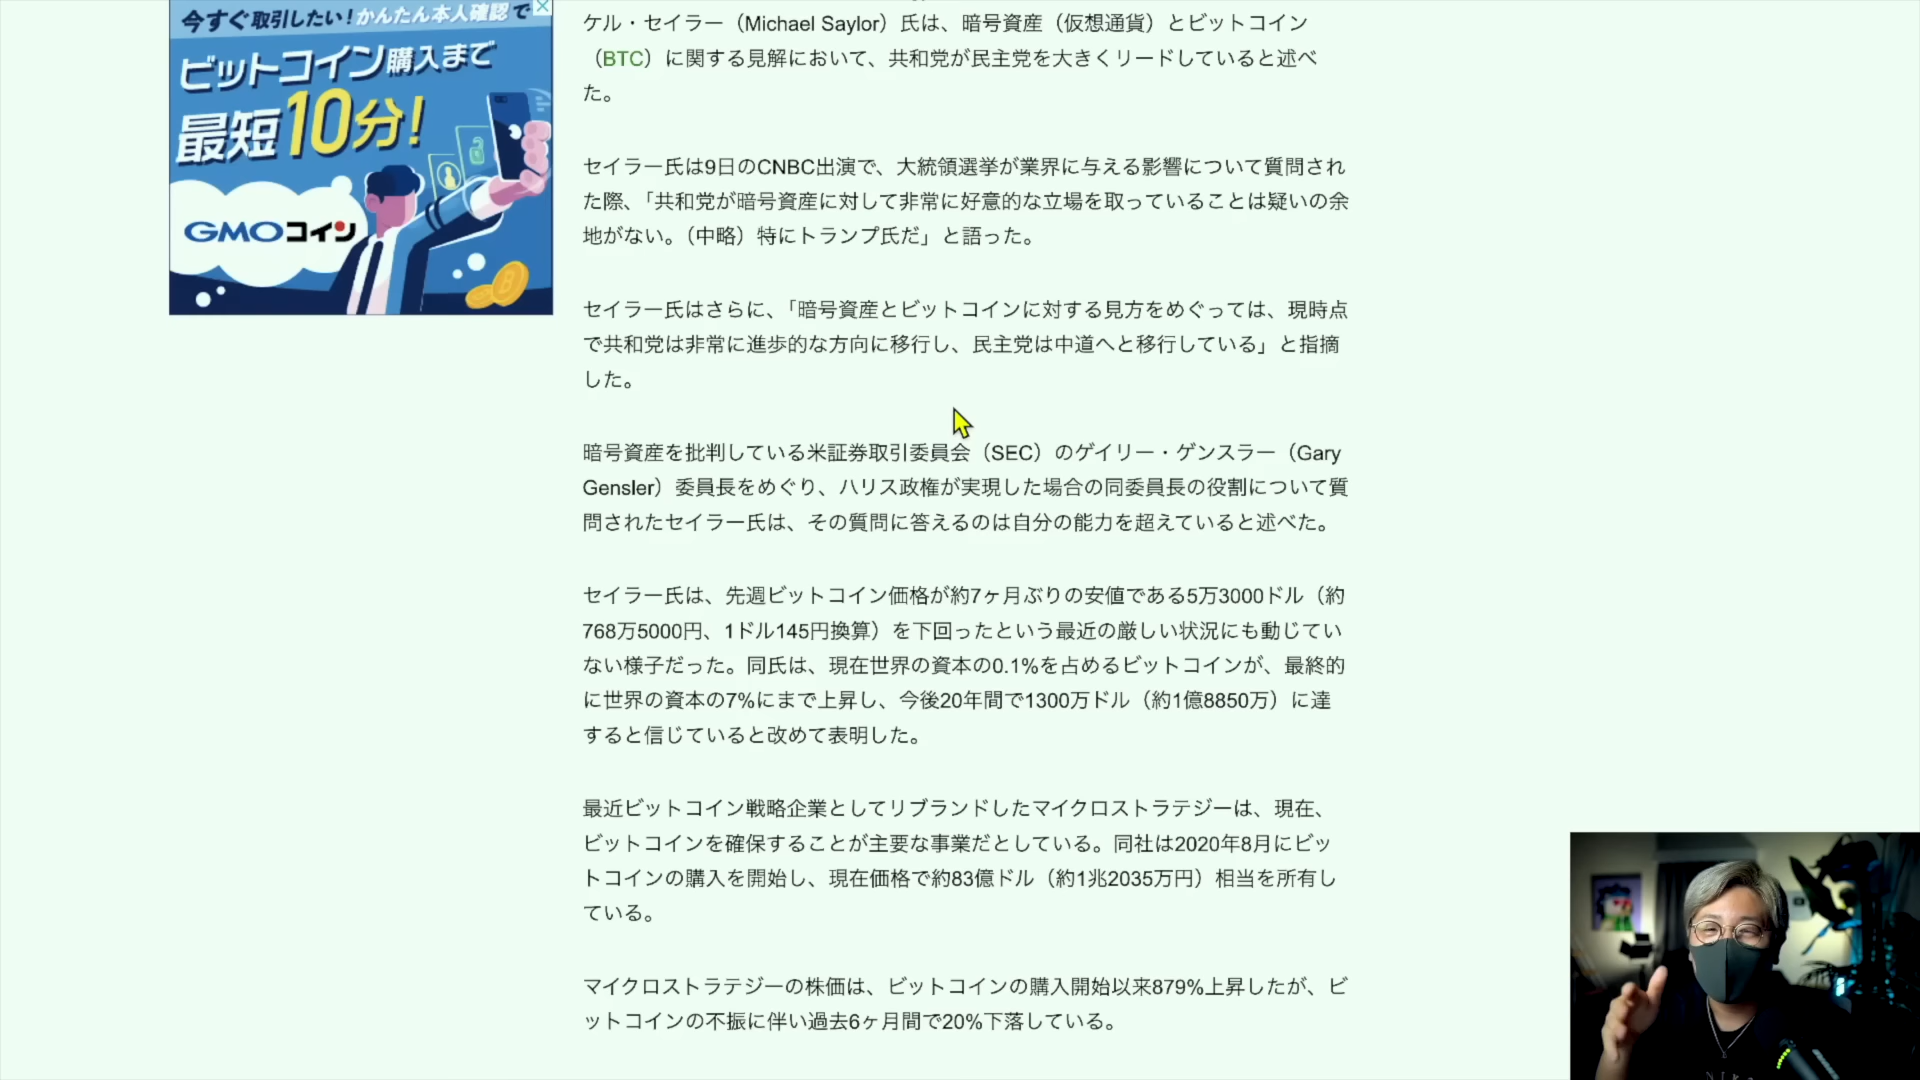 今すぐ取引したい!かんたん本人確認で
ビットコイン購入まで
最短10分!
GMOコイン
ケル・セイラー（Michael Saylor）氏は、暗号資産（仮想通貨）とビットコイン
（BTC）に関する見解において、共和党が民主党を大きくリードしていると述べ
た。
セイラー氏は9日のCNBC出演で、大統領選挙が業界に与える影響について質問され
た際、「共和党が暗号資産に対して非常に好意的な立場を取っていることは疑いの余
地がない。（中略）特にトランプ氏だ」と語った。
セイラー氏はさらに、「暗号資産とビットコインに対する見方をめぐっては、現時点
で共和党は非常に進歩的な方向に移行し、民主党は中道へと移行している」と指摘
した。
暗号資産を批判している米証券取引委員会（SEC）のゲイリー・ゲンスラー（Gary
Gensler）委員長をめぐり、ハリス政権が実現した場合の同委員長の役割について質
問されたセイラー氏は、その質問に答えるのは自分の能力を超えていると述べた。
セイラー氏は、先週ビットコイン価格が約7ヶ月ぶりの安値である5万3000ドル（約
768万5000円、1ドル145円換算）を下回ったという最近の厳しい状況にも動じてい
ない様子だった。同氏は、現在世界の資本の0.1%を占めるビットコインが、最終的
に世界の資本の7%にまで上昇し、今後20年間で1300万ドル（約1億8850万）に達
すると信じていると改めて表明した。
最近ビットコイン戦略企業としてリブランドしたマイクロストラテジーは、現在、
ビットコインを確保することが主要な事業だとしている。同社は2020年8月にビッ
トコインの購入を開始し、現在価格で約83億ドル（約1兆2035万円）相当を所有し
ている。
マイクロストラテジーの株価は、ビットコインの購入開始以来879%上昇したが、ビ
ットコインの不振に伴い過去6ヶ月間で20%下落している。